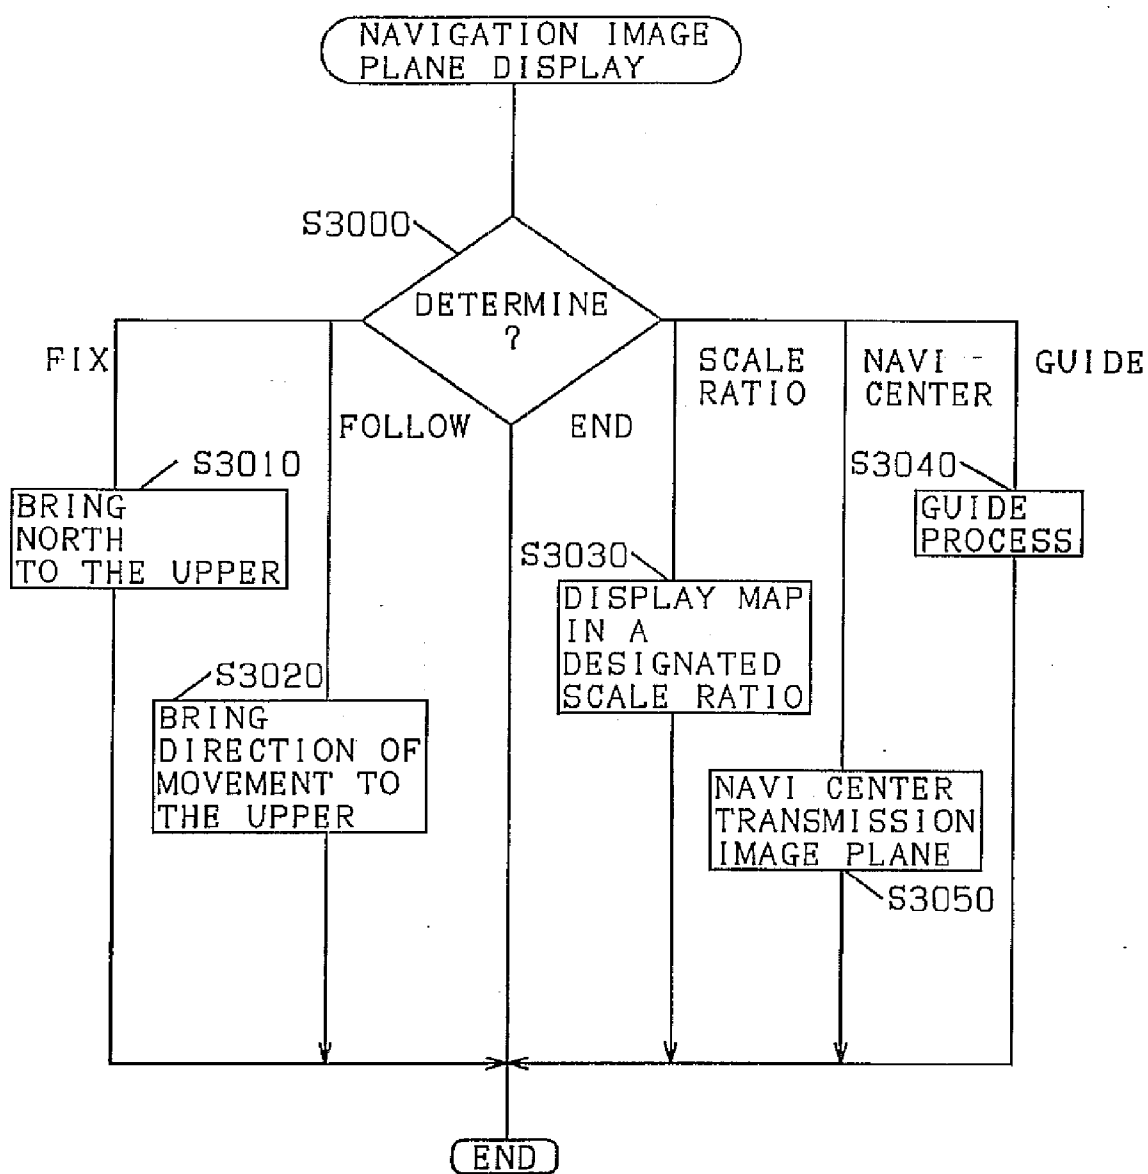 NAVIGATION IMAGE
PLANE DISPLAY
S3000
DETERMINE
?
FIX
FOLLOW
END
SCALE
RATIO
NAVI
CENTER
GUIDE
S3010
BRING
NORTH
TO THE UPPER
S3020
BRING
DIRECTION OF
MOVEMENT TO
THE UPPER
S3030
DISPLAY MAP
IN A
DESIGNATED
SCALE RATIO
S3040
GUIDE
PROCESS
NAVI CENTER
TRANSMISSION
IMAGE PLANE
S3050
END